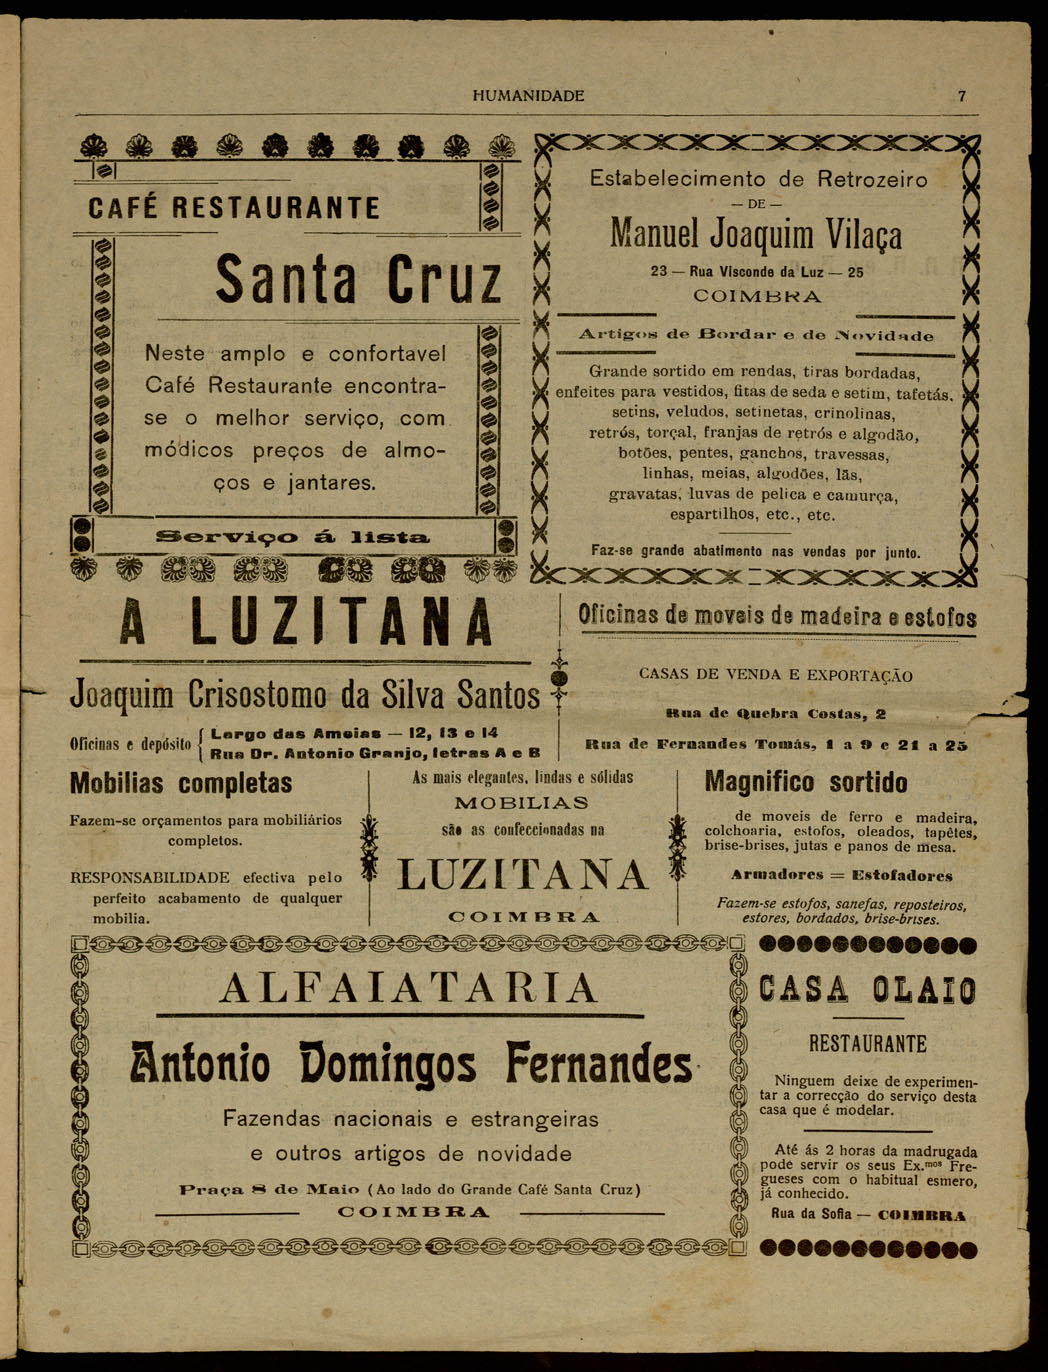 HUMANIDADE
7
CAFÉ RESTAURANTE
Santa Cruz
Neste amplo e confortavel
Café Restaurante encontra-
se o melhor serviço, com
módicos preços de almo-
ços e jantares.
Serviço á lista
Estabelecimento de Retrozeiro
— DE —
Manuel Joaquim Vilaça
23 — Rua Visconde da Luz — 25
COIMBRA
Artigos de Bordar e de Novidade
Grande sortido em rendas, tiras bordadas,
enfeites para vestidos, fitas de seda e setim, tafetás,
setins, veludos, setinetas, crinolinas,
retrós, torçal, franjas de retrós e algodão,
botões, pentes, ganchos, travessas,
linhas, meias, algodões, lãs,
gravatas, luvas de pelica e camurça,
espartilhos, etc., etc.
Faz-se grande abatimento nas vendas por junto.
A LUZITANA
Joaquim Crisostomo da Silva Santos
Oficinas e depósito { Largo das Ameias — 12, 13 e 14
Rua Dr. Antonio Granjo, letras A e B
Oficinas de moveis de madeira e estofos
CASAS DE VENDA E EXPORTAÇÃO
Rua de Quebra Costas, 2
Rua de Fernandes Tomás, 1 a 9 e 21 a 25
Mobilias completas
Fazem-se orçamentos para mobiliários
completos.
RESPONSABILIDADE efectiva pelo
perfeito acabamento de qualquer
mobilia.
As mais elegantes, lindas e sólidas
MOBILIAS
são as confeccionadas na
LUZITANA
COIMBRA
Magnifico sortido
de moveis de ferro e madeira,
colchoaria, estofos, oleados, tapêtes,
brise-brises, jutas e panos de mesa.
Armadores = Estofadores
Fazem-se estofos, sanefas, reposteiros,
estores, bordados, brise-brises.
ALFAIATARIA
Antonio Domingos Fernandes
Fazendas nacionais e estrangeiras
e outros artigos de novidade
Praça 8 de Maio (Ao lado do Grande Café Santa Cruz)
COIMBRA
CASA OLAIO
RESTAURANTE
Ninguem deixe de experimen-
tar a correcção do serviço desta
casa que é modelar.
Até ás 2 horas da madrugada
pode servir os seus Ex.mos Fre-
gueses com o habitual esmero,
já conhecido.
Rua da Sofia — COIMBRA